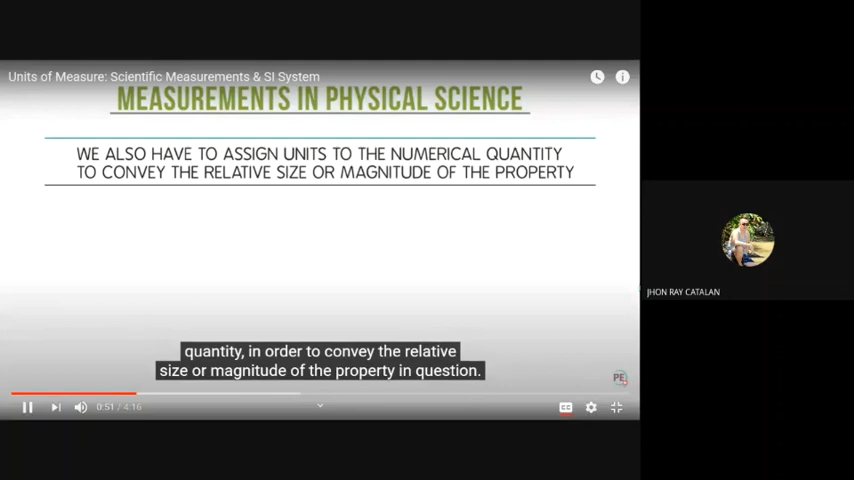 Units of Measure: Scientific Measurements & SI System
MEASUREMENTS IN PHYSICAL SCIENCE
WE ALSO HAVE TO ASSIGN UNITS TO THE NUMERICAL QUANTITY
TO CONVEY THE RELATIVE SIZE OR MAGNITUDE OF THE PROPERTY
JHON RAY CATALAN
quantity, in order to convey the relative
size or magnitude of the property in question.
PE
0:51 / 4:16
CC